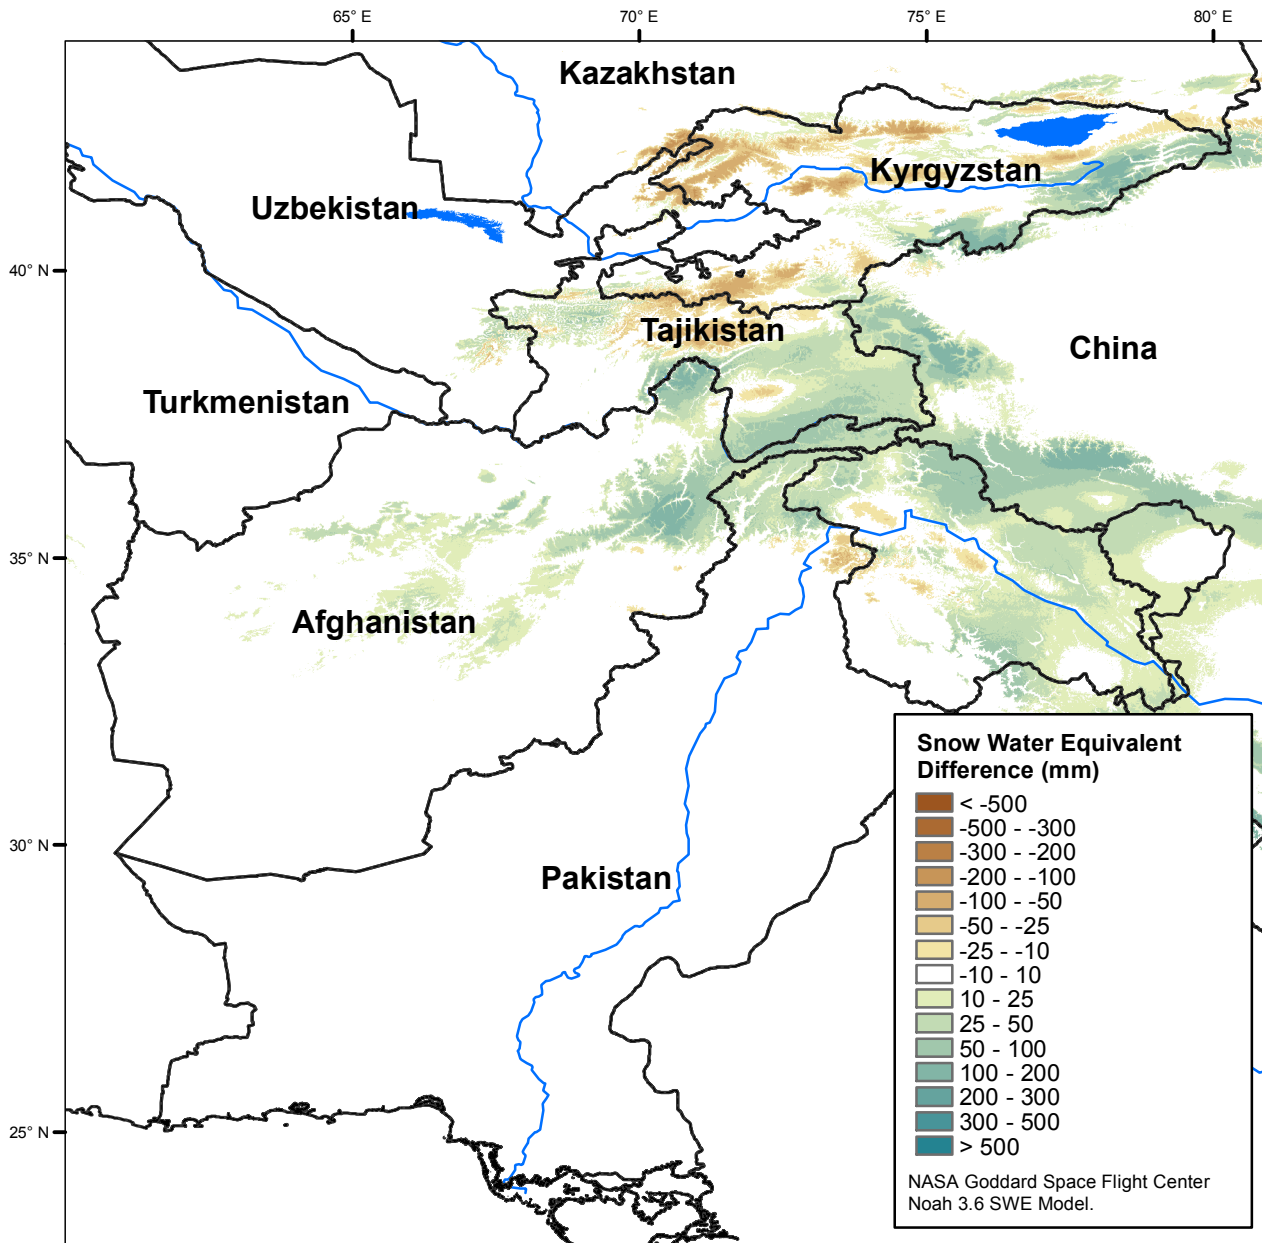 65° E
70° E
75° E
80° E
Kazakhstan
Kyrgyzstan
Uzbekistan
40° N
Tajikistan
China
Turkmenistan
35° N
Afghanistan
30° N
Pakistan
25° N
Snow Water Equivalent
Difference (mm)
< -500
-500 - -300
-300 - -200
-200 - -100
-100 - -50
-50 - -25
-25 - -10
-10 - 10
10 - 25
25 - 50
50 - 100
100 - 200
200 - 300
300 - 500
> 500
NASA Goddard Space Flight Center
Noah 3.6 SWE Model.